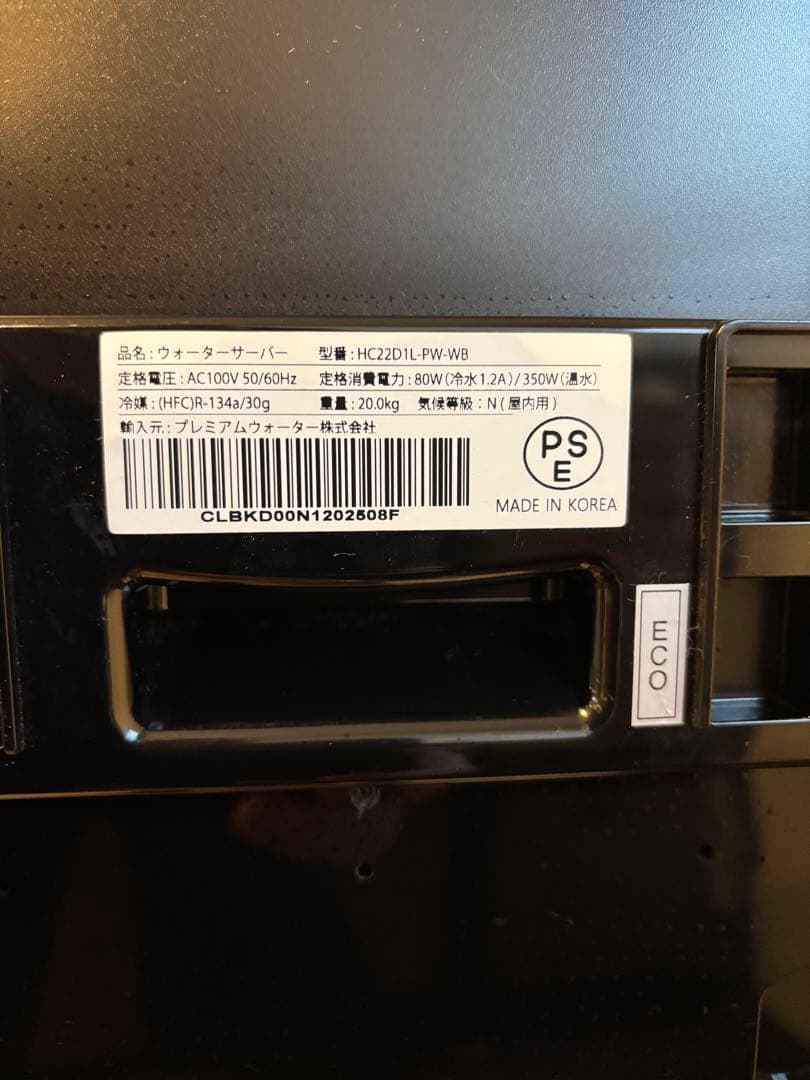 品名：ウォーターサーバー 型番：HC22D1L-PW-WB
定格電圧：AC100V 50/60Hz 定格消費電力：80W(冷水1.2A)/350W(温水)
冷媒：(HFC)R-134a/30g 重量：20.0kg 気候等級：N(屋内用)
輸入元：プレミアムウォーター株式会社
PS
E
CLBKD00N1202508F
MADE IN KOREA
ECO